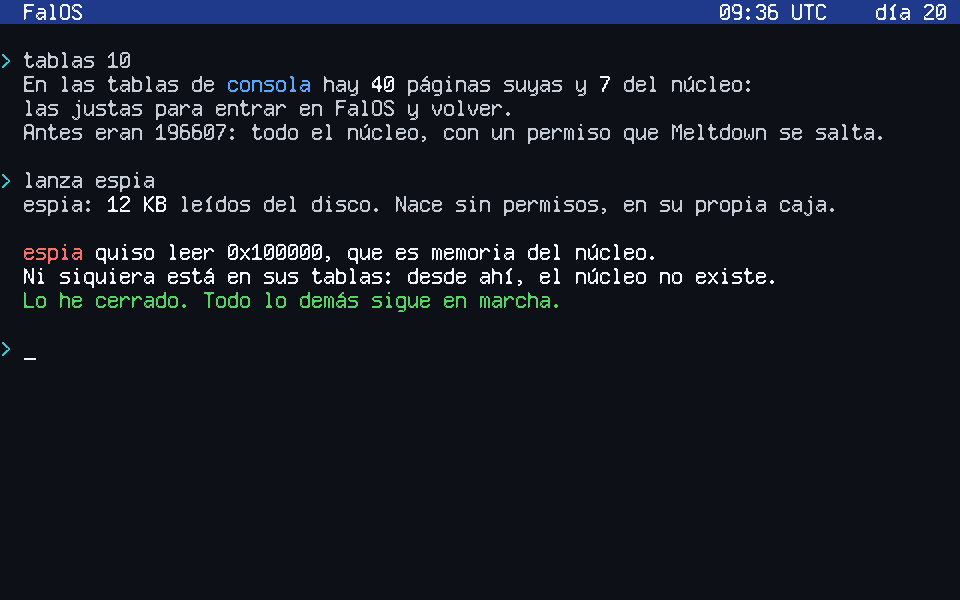 FalOS 09:36 UTC día 20
> tablas 10
En las tablas de consola hay 40 páginas suyas y 7 del núcleo:
las justas para entrar en FalOS y volver.
Antes eran 196607: todo el núcleo, con un permiso que Meltdown se salta.
> lanza espia
espia: 12 KB leídos del disco. Nace sin permisos, en su propia caja.
espia quiso leer 0x100000, que es memoria del núcleo.
Ni siquiera está en sus tablas: desde ahí, el núcleo no existe.
Lo he cerrado. Todo lo demás sigue en marcha.
> _